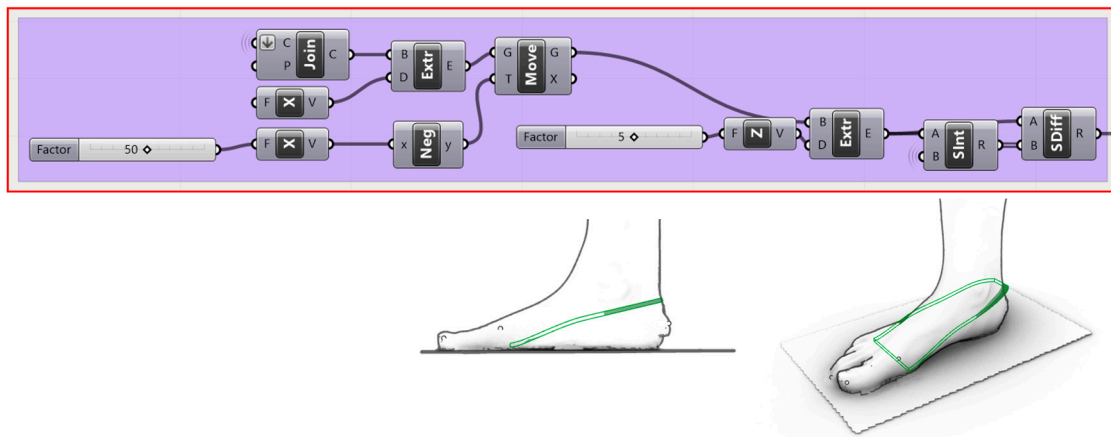 C
P
Join
C
B
D
Extr
E
G
T
Move
G
X
F
X
V
Factor
50
F
X
V
x
Neg
y
Factor
5
F
Z
V
B
D
Extr
E
A
B
SInt
R
A
B
SDiff
R